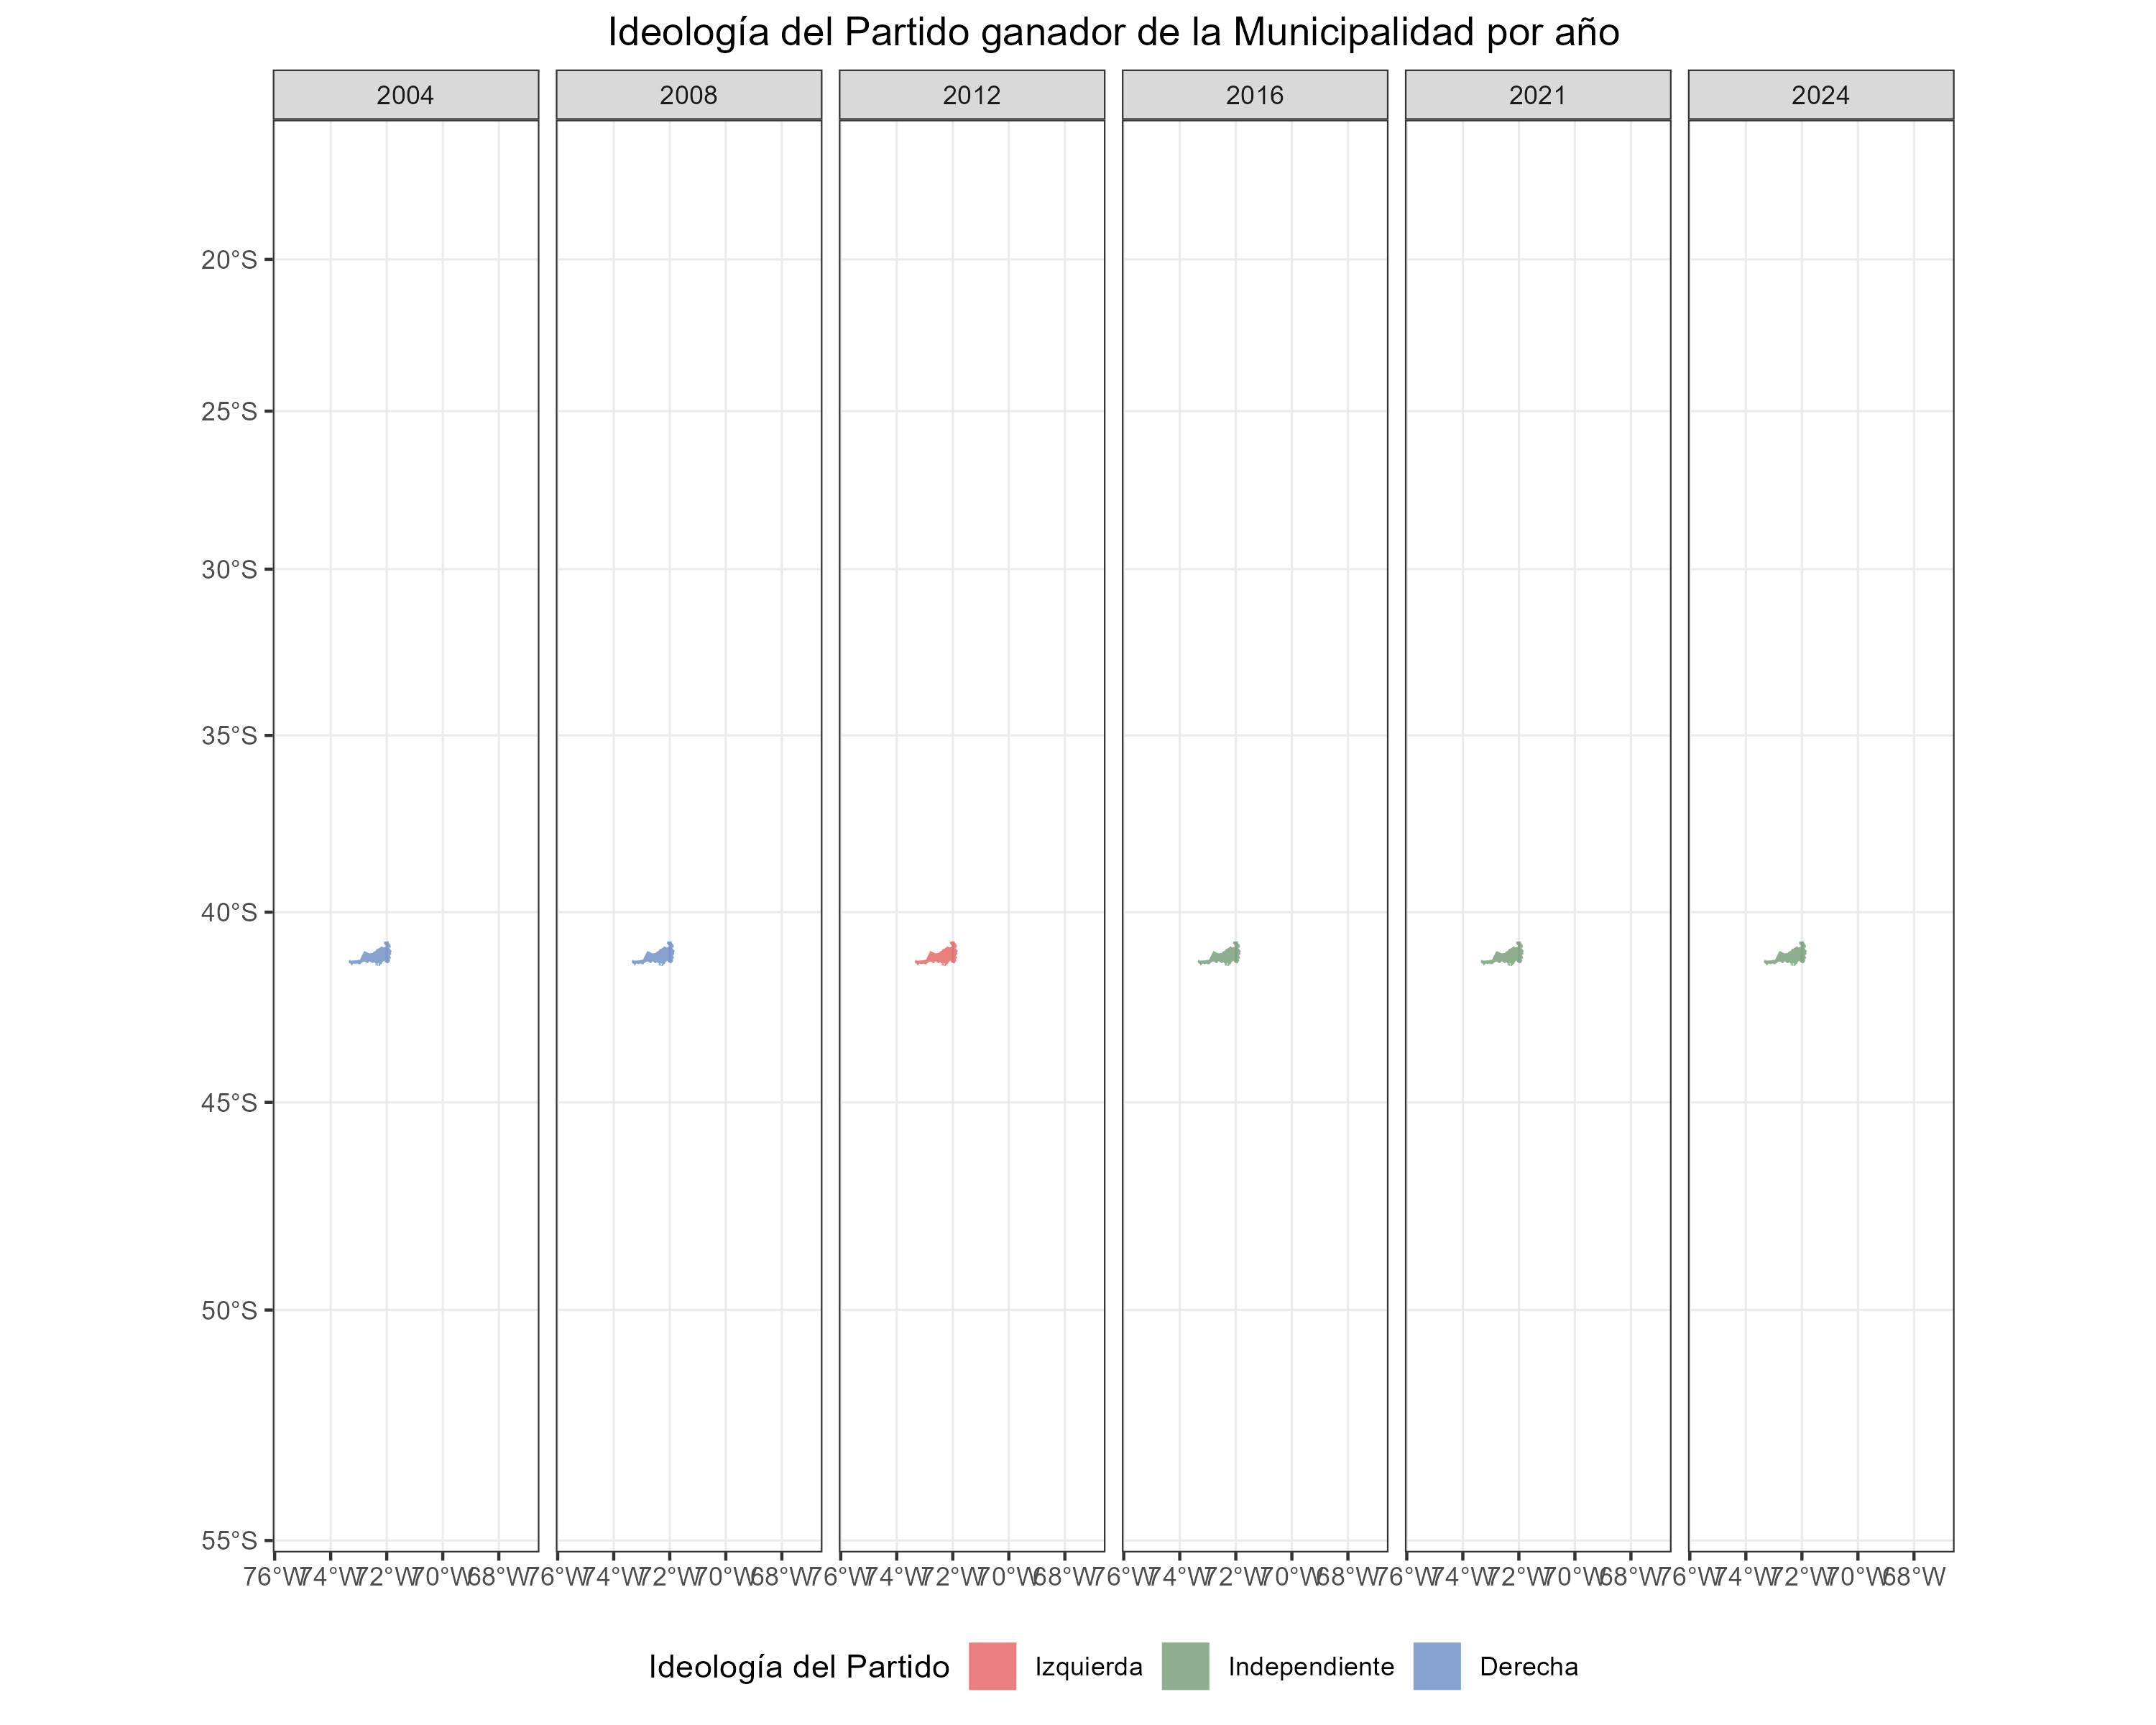 Ideología del Partido ganador de la Municipalidad por año
2004 2008 2012 2016 2021 2024
20°S
25°S
30°S
35°S
40°S
45°S
50°S
55°S
76°W 74°W 72°W 70°W 68°W 76°W 74°W 72°W 70°W 68°W 76°W 74°W 72°W 70°W 68°W 76°W 74°W 72°W 70°W 68°W 76°W 74°W 72°W 70°W 68°W 76°W 74°W 72°W 70°W 68°W
Ideología del Partido Izquierda Independiente Derecha